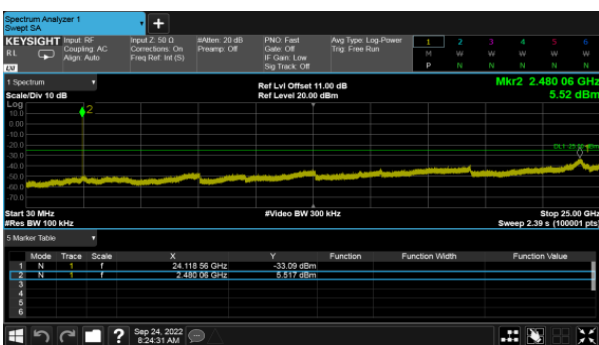 Spectrum Analyzer 1
Swept SA
+
KEYSIGHT
RL
LXI
Input: RF
Coupling: AC
Align: Auto
Input Z: 50 Ω
Corrections: On
Freq Ref: Int (S)
#Atten: 20 dB
Preamp: Off
PNO: Fast
Gate: Off
IF Gain: Low
Sig Track: Off
Avg Type: Log-Power
Trig: Free Run
1 2 3 4 5 6
M W W W W W
P N N N N N
1 Spectrum
Scale/Div 10 dB
Ref Lvl Offset 11.00 dB
Ref Level 20.00 dBm
Mkr2 2.480 06 GHz
5.52 dBm
Log
10.0
0.00
-10.0
-20.0
-30.0
-40.0
-50.0
-60.0
-70.0
2
1
Start 30 MHz
#Res BW 100 kHz
#Video BW 300 kHz
Stop 25.00 GHz
Sweep 2.39 s (100001 pts)
5 Marker Table
Mode Trace Scale X Y Function Function Width Function Value
1 N 1 f 24.118 56 GHz -33.09 dBm
2 N 1 f 2.480 06 GHz 5.517 dBm
3
4
5
6
?
Sep 24, 2022
8:24:31 AM